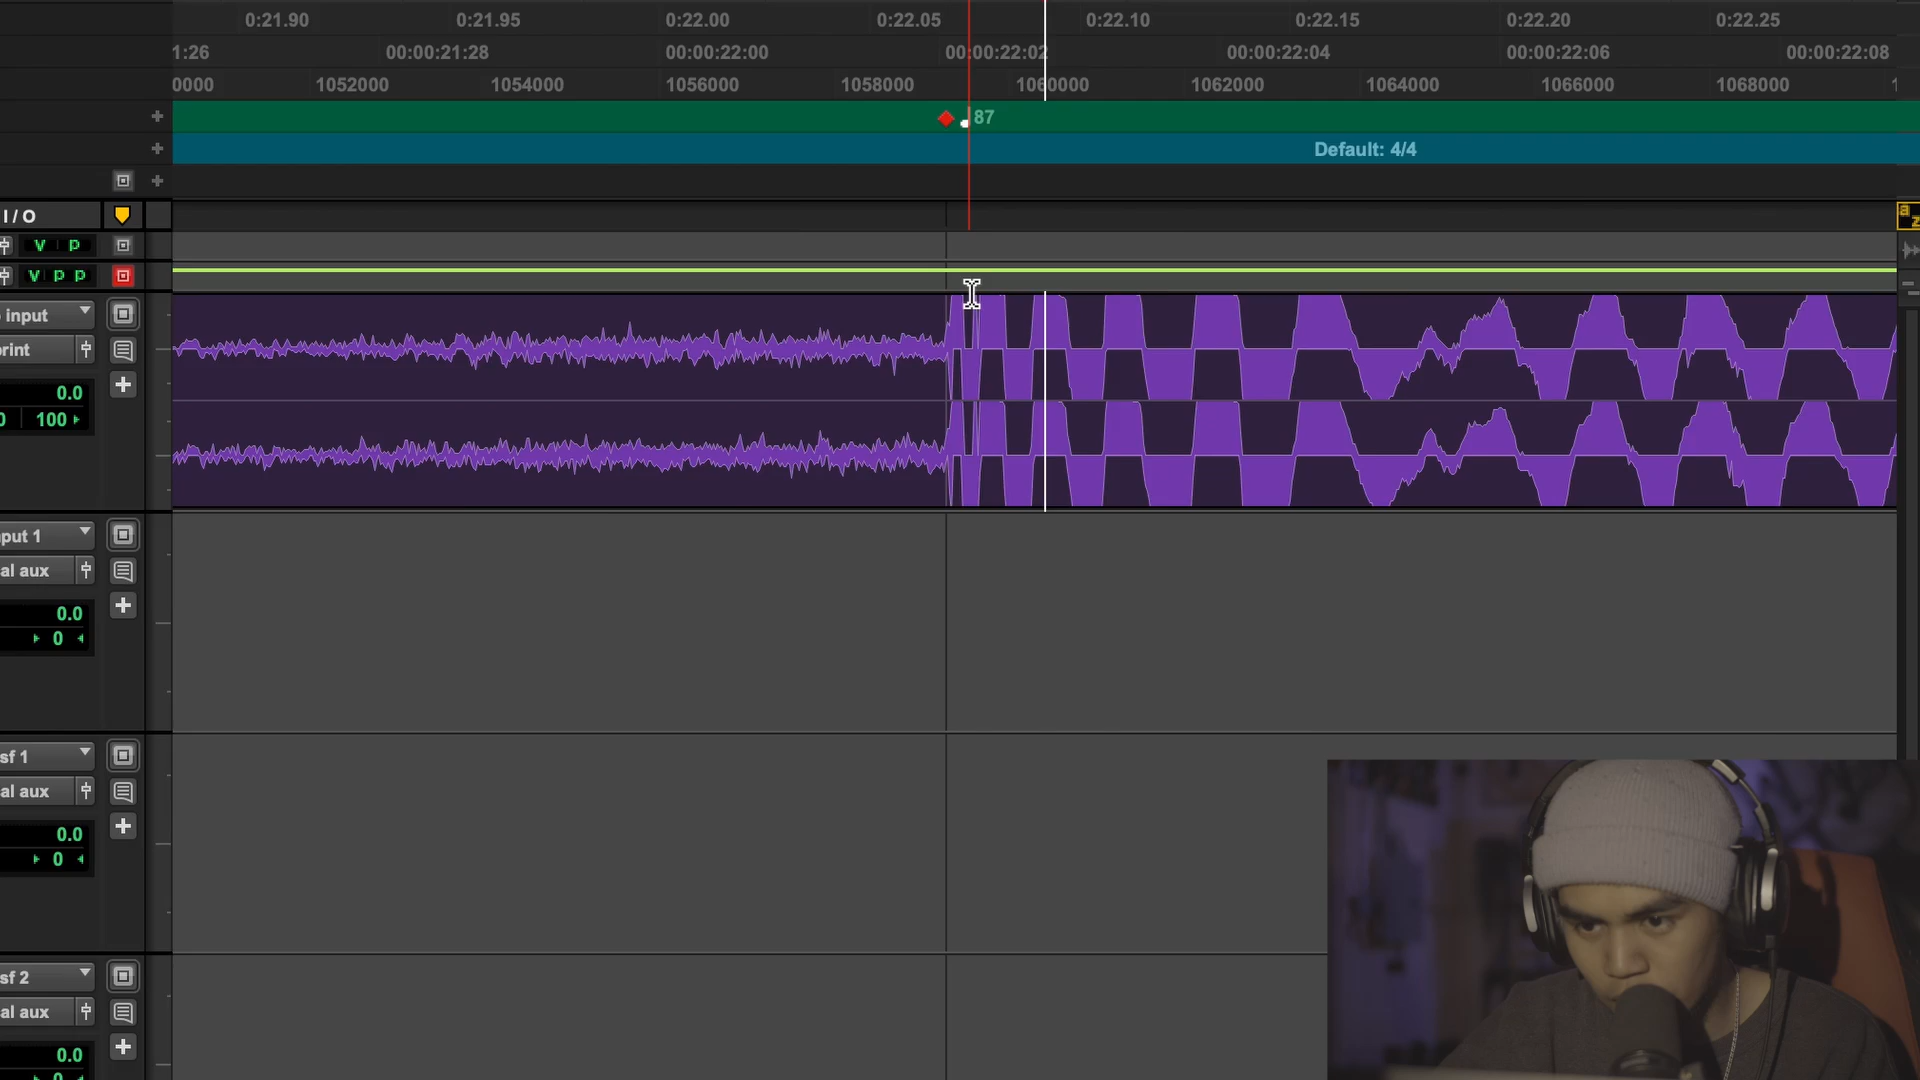 0:21.90 0:21.95 0:22.00 0:22.05 0:22.10 0:22.15 0:22.20 0:22.25
1:26 00:00:21:28 00:00:22:00 00:00:22:02 00:00:22:04 00:00:22:06 00:00:22:08
0000 1052000 1054000 1056000 1058000 1060000 1062000 1064000 1066000 1068000 1
87
Default: 4/4
I / O
a
z
V P
V P P
input
print
0.0
0 100
put 1
al aux
0.0
0
sf 1
al aux
0.0
0
sf 2
al aux
0.0